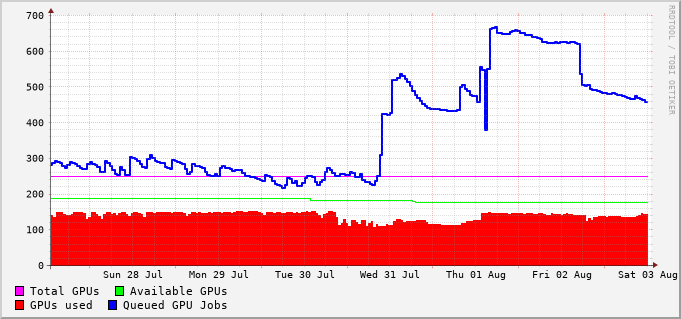 700
600
500
400
300
200
100
0
Sun 28 Jul Mon 29 Jul Tue 30 Jul Wed 31 Jul Thu 01 Aug Fri 02 Aug Sat 03 Aug
Total GPUs Available GPUs
GPUs used Queued GPU Jobs
RRDTOOL / TOBI OETIKER